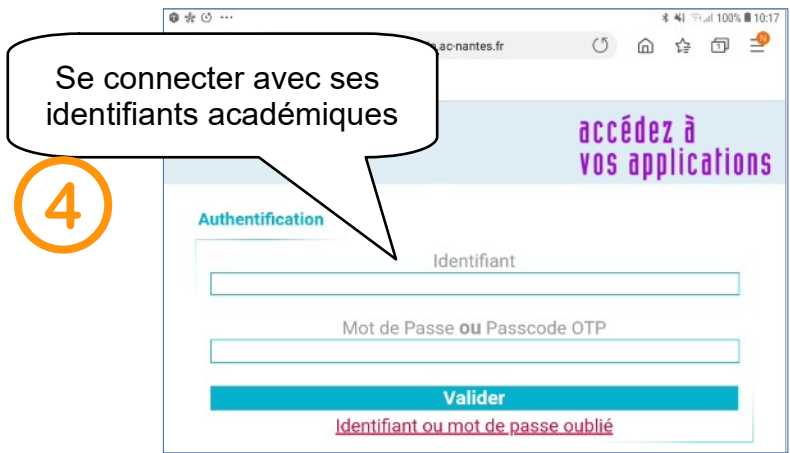 100% 10:17
ac-nantes.fr
1
N
Se connecter avec ses
identifiants académiques
accédez à
vos applications
4
Authentification
Identifiant
Mot de Passe ou Passcode OTP
Valider
Identifiant ou mot de passe oublié